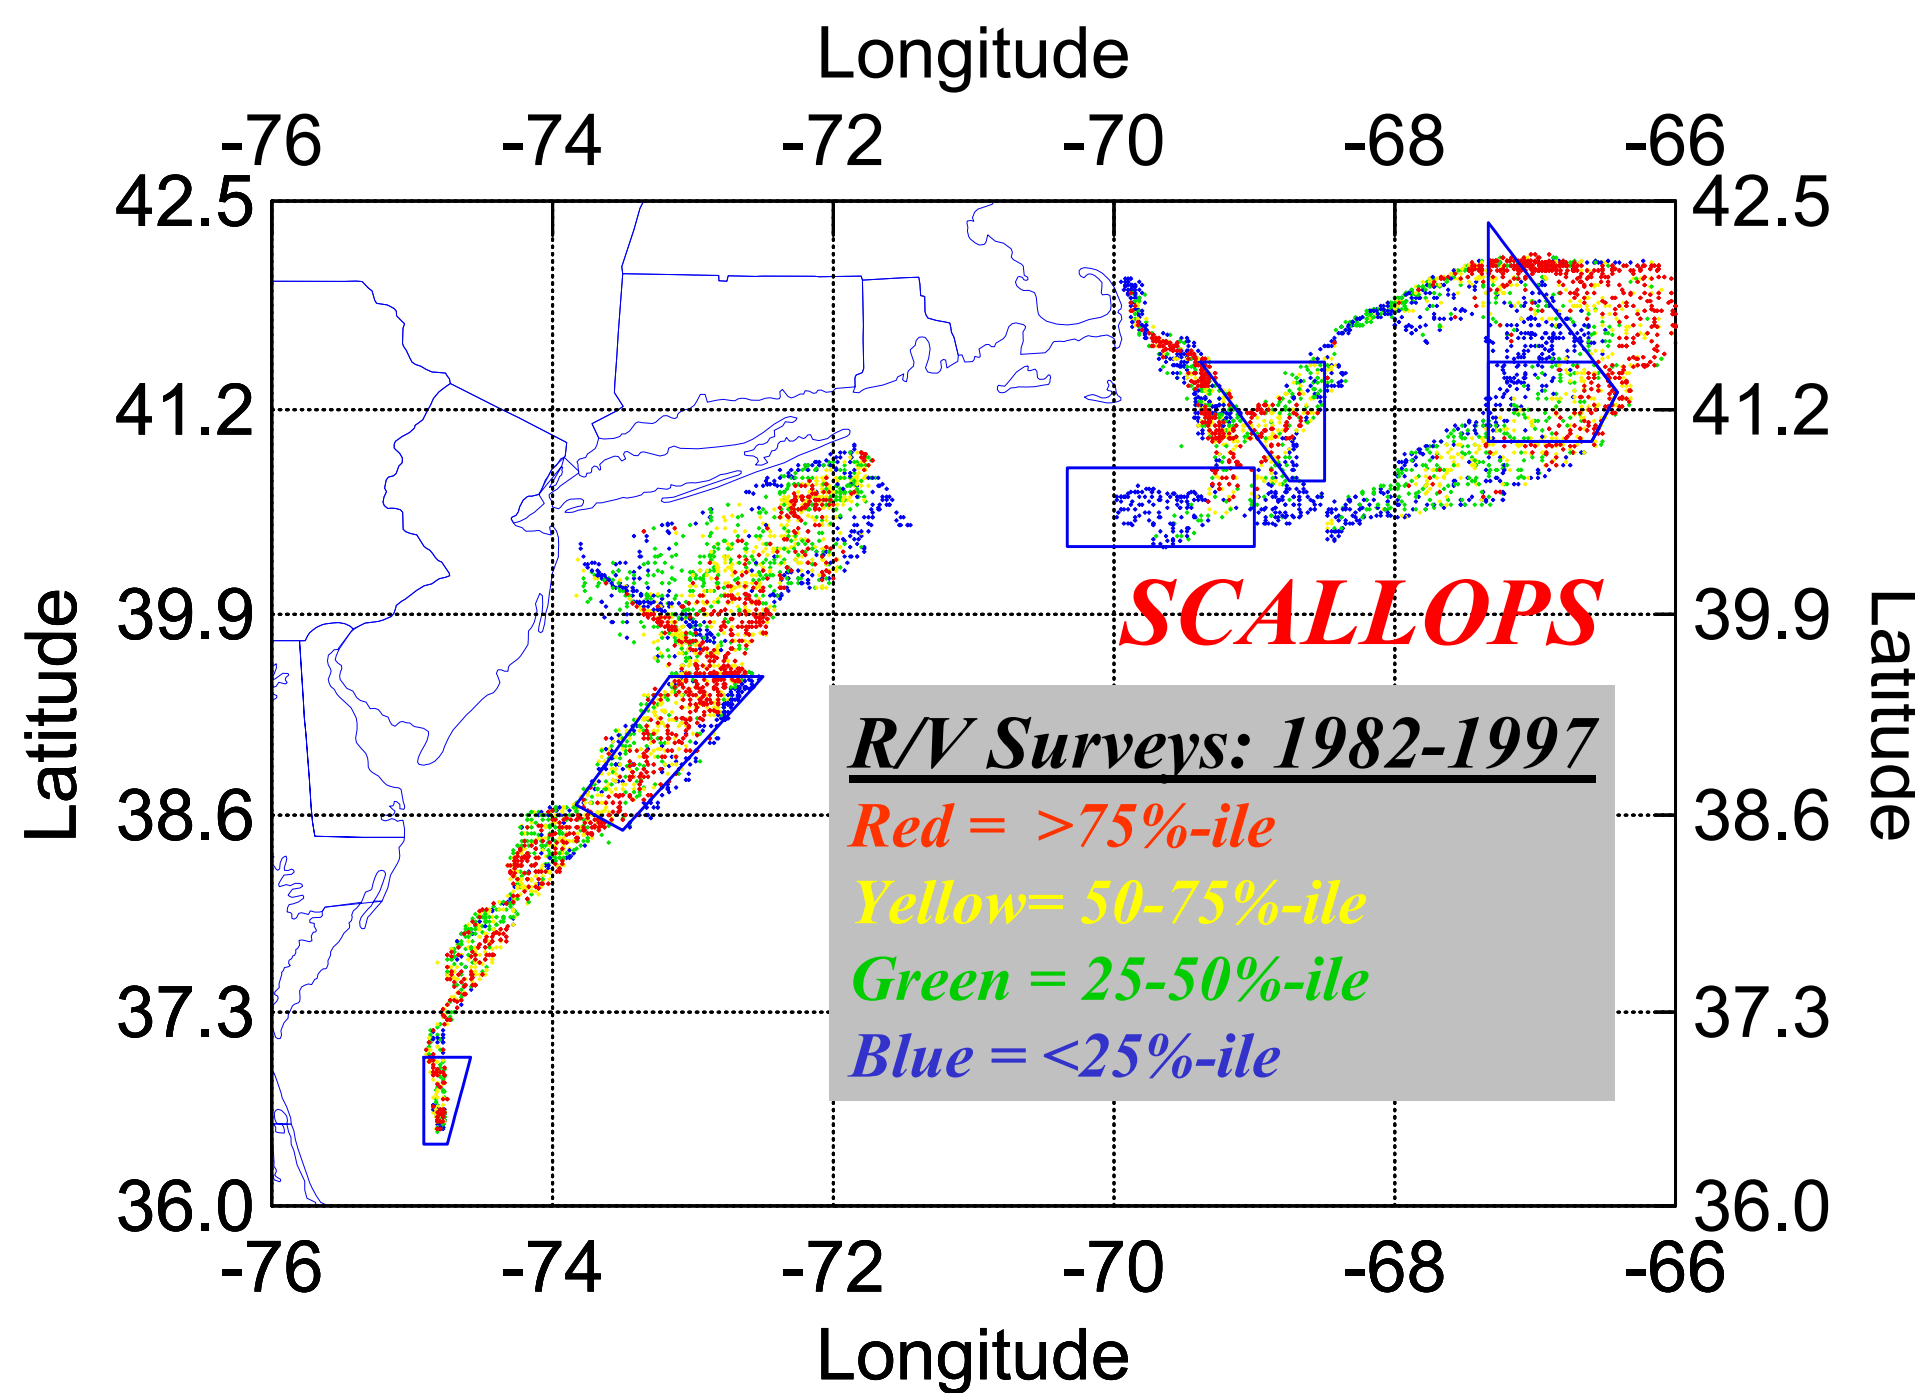 Longitude
-76 -74 -72 -70 -68 -66
42.5 42.5
41.2 41.2
39.9 39.9
SCALLOPS
Latitude
Latitude
R/V Surveys: 1982-1997
38.6 38.6
Red = >75%-ile
Yellow= 50-75%-ile
Green = 25-50%-ile
37.3 37.3
Blue = <25%-ile
36.0 36.0
-76 -74 -72 -70 -68 -66
Longitude